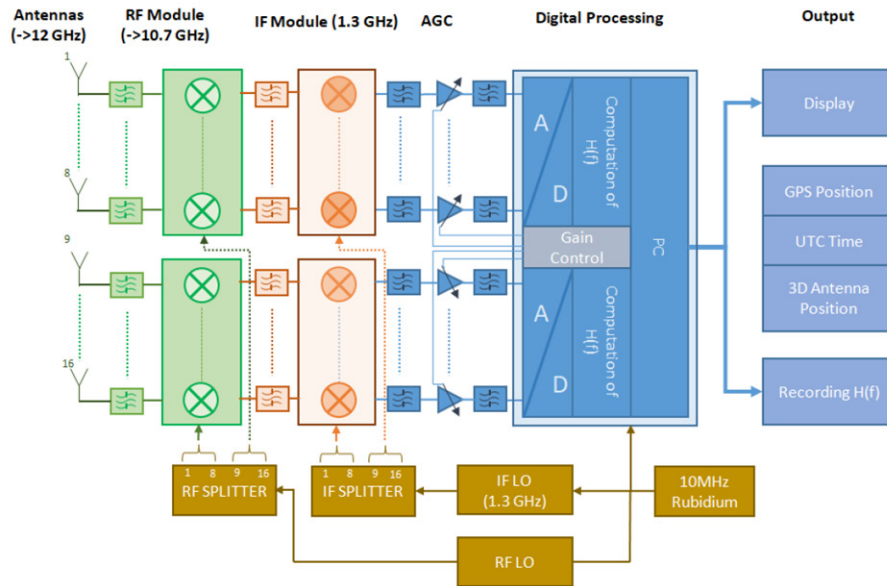 Antennas
(->12 GHz)
RF Module
(->10.7 GHz)
IF Module (1.3 GHz)
AGC
Digital Processing
Output
1
8
9
16
A
D
Computation of
H(f)
Gain
Control
A
D
Computation of
H(f)
PC
Display
GPS Position
UTC Time
3D Antenna
Position
Recording H(f)
1 8 9 16
RF SPLITTER
1 8 9 16
IF SPLITTER
IF LO
(1.3 GHz)
10MHz
Rubidium
RF LO